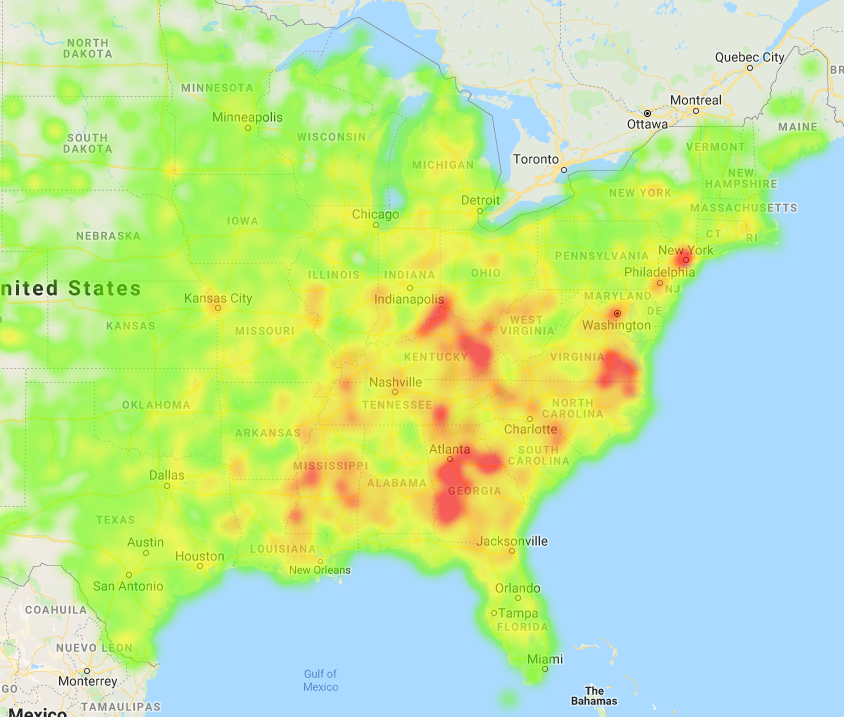 Quebec City
BR
NORTH
DAKOTA
MINNESOTA
Montreal
Minneapolis
Ottawa
MAINE
WISCONSIN
SOUTH
DAKOTA
VERMONT
Toronto
MICHIGAN
NEW
HAMPSHIRE
NEW YORK
Detroit
MASSACHUSETTS
Chicago
IOWA
CT
RI
NEBRASKA
New York
PENNSYLVANIA
ILLINOIS
INDIANA
OHIO
Philadelphia
nited States
NJ
Kansas City
Indianapolis
MARYLAND
DE
KANSAS
MISSOURI
WEST
VIRGINIA
Washington
KENTUCKY
VIRGINIA
Nashville
OKLAHOMA
TENNESSEE
NORTH
CAROLINA
Charlotte
ARKANSAS
Atlanta
SOUTH
CAROLINA
MISSISSIPPI
Dallas
ALABAMA
GEORGIA
TEXAS
Austin
Jacksonville
LOUISIANA
Houston
New Orleans
San Antonio
Orlando
COAHUILA
Tampa
FLORIDA
NUEVO LEON
Miami
Gulf of
Mexico
Monterrey
GO
The
Bahamas
TAMAULIPAS
Mexico